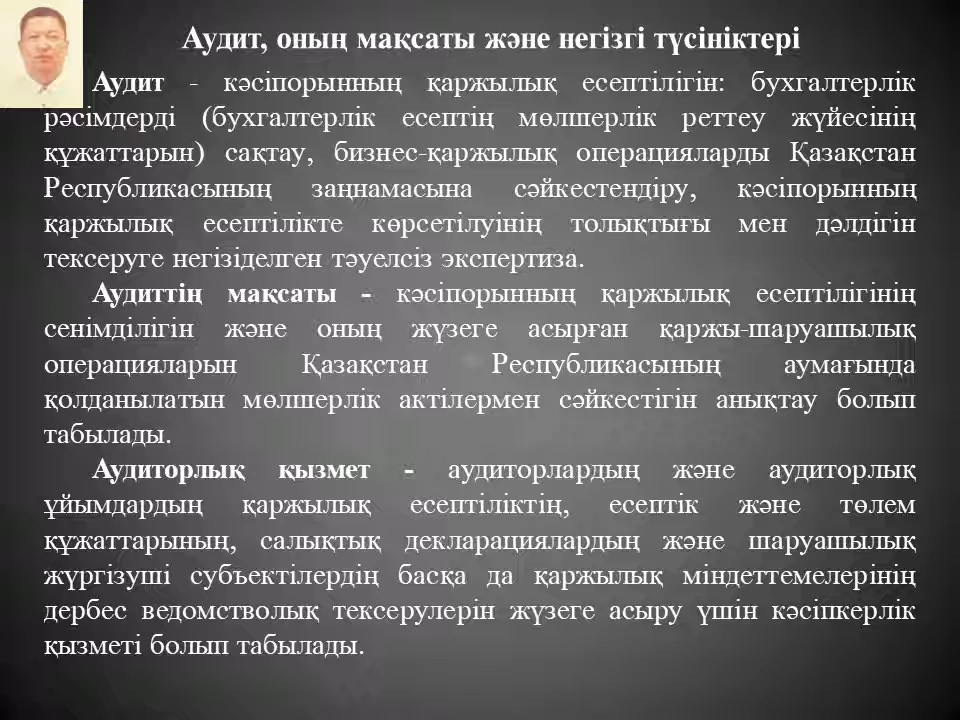 Аудит, оның мақсаты және негізгі түсініктері
Аудит - кәсіпорынның қаржылық есептілігін: бухгалтерлік
рәсімдерді (бухгалтерлік есептің мөлшерлік реттеу жүйесінің
құжаттарын) сақтау, бизнес-қаржылық операцияларды Қазақстан
Республикасының заңнамасына сәйкестендіру, кәсіпорынның
қаржылық есептілікте көрсетілуінің толықтығы мен дәлдігін
тексеруге негізіделген тәуелсіз экспертиза.
Аудиттің мақсаты - кәсіпорынның қаржылық есептілігінің
сенімділігін және оның жүзеге асырған қаржы-шаруашылық
операцияларын Қазақстан Республикасының аумағында
қолданылатын мөлшерлік актілермен сәйкестігін анықтау болып
табылады.
Аудиторлық қызмет - аудиторлардың және аудиторлық
ұйымдардың қаржылық есептіліктің, есептік және төлем
құжаттарының, салықтық декларациялардың және шаруашылық
жүргізуші субъектілердің басқа да қаржылық міндеттемелерінің
дербес ведомстволық тексерулерін жүзеге асыру үшін кәсіпкерлік
қызметі болып табылады.